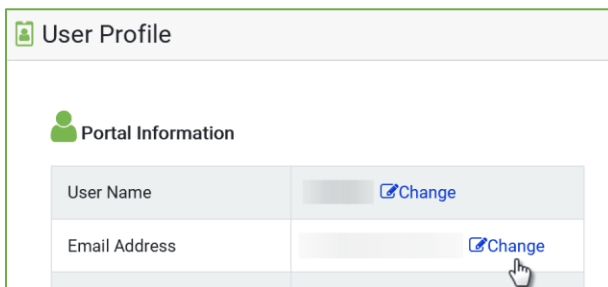 User Profile
Portal Information
User Name Change
Email Address Change